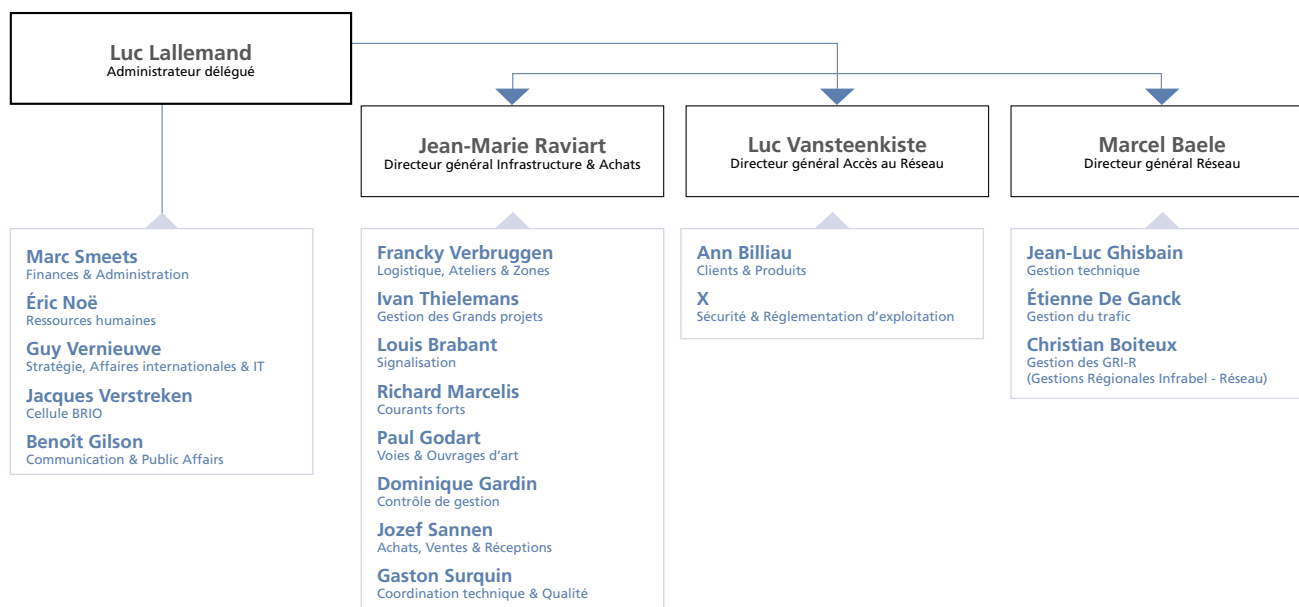 Luc Lallemand
Administrateur délégué
Jean-Marie Raviart
Directeur général Infrastructure & Achats
Luc Vansteenkiste
Directeur général Accès au Réseau
Marcel Baele
Directeur général Réseau
Marc Smeets
Finances & Administration
Éric Noë
Ressources humaines
Guy Vernieuwe
Stratégie, Affaires internationales & IT
Jacques Verstreken
Cellule BRIO
Benoît Gilson
Communication & Public Affairs
Francky Verbruggen
Logistique, Ateliers & Zones
Ivan Thielemans
Gestion des Grands projets
Louis Brabant
Signalisation
Richard Marcelis
Courants forts
Paul Godart
Voies & Ouvrages d'art
Dominique Gardin
Contrôle de gestion
Jozef Sannen
Achats, Ventes & Réceptions
Gaston Surquin
Coordination technique & Qualité
Ann Billiau
Clients & Produits
X
Sécurité & Réglementation d'exploitation
Jean-Luc Ghisbain
Gestion technique
Étienne De Ganck
Gestion du trafic
Christian Boiteux
Gestion des GRI-R
(Gestions Régionales Infrabel - Réseau)